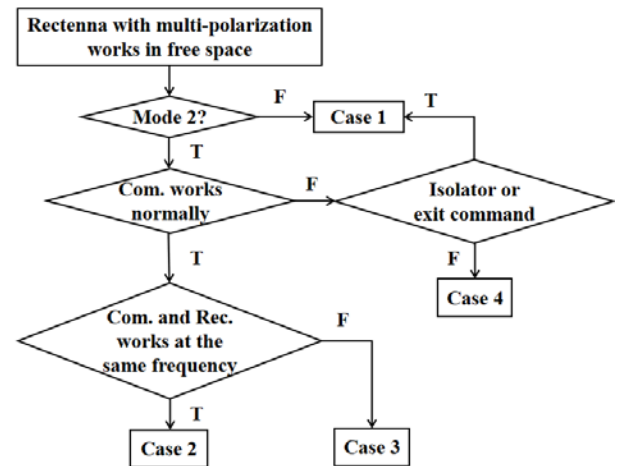 Rectenna with multi-polarization
works in free space
F
T
Mode 2?
Case 1
T
Com. works
normally
F
Isolator or
exit command
T
F
Case 4
Com. and Rec.
works at the
same frequency
F
T
Case 2
Case 3